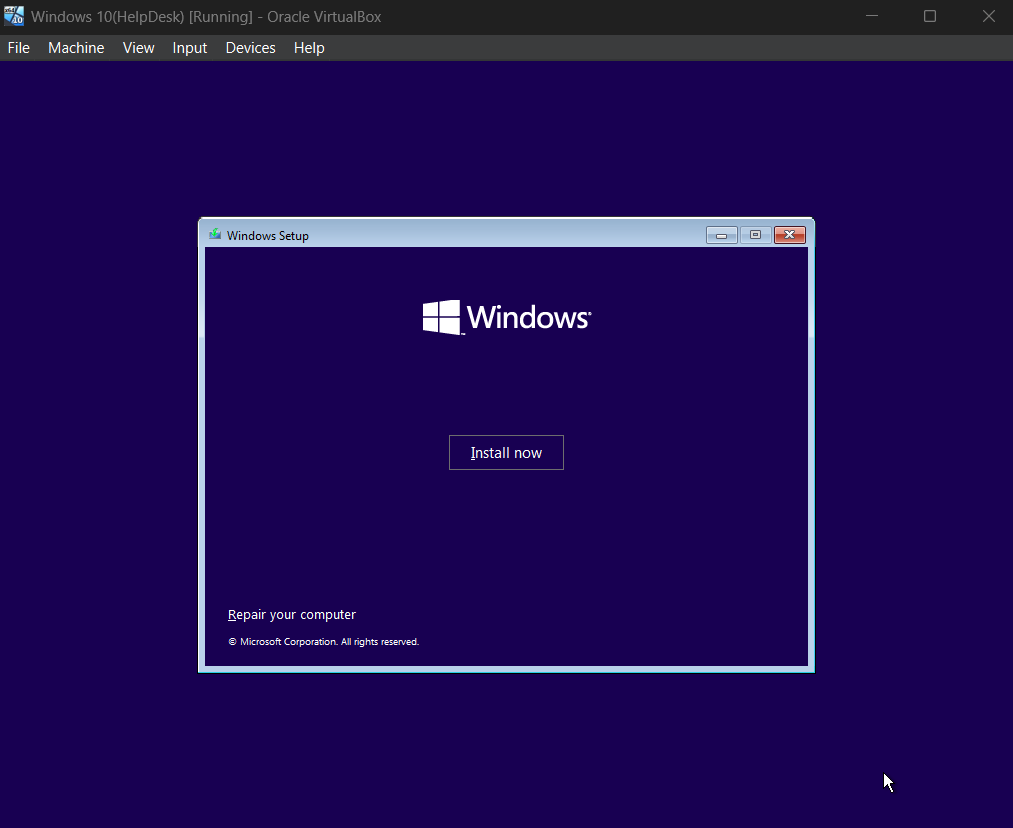 Windows 10(HelpDesk) [Running] - Oracle VirtualBox
File Machine View Input Devices Help
Windows Setup
Windows
Install now
Repair your computer
© Microsoft Corporation. All rights reserved.